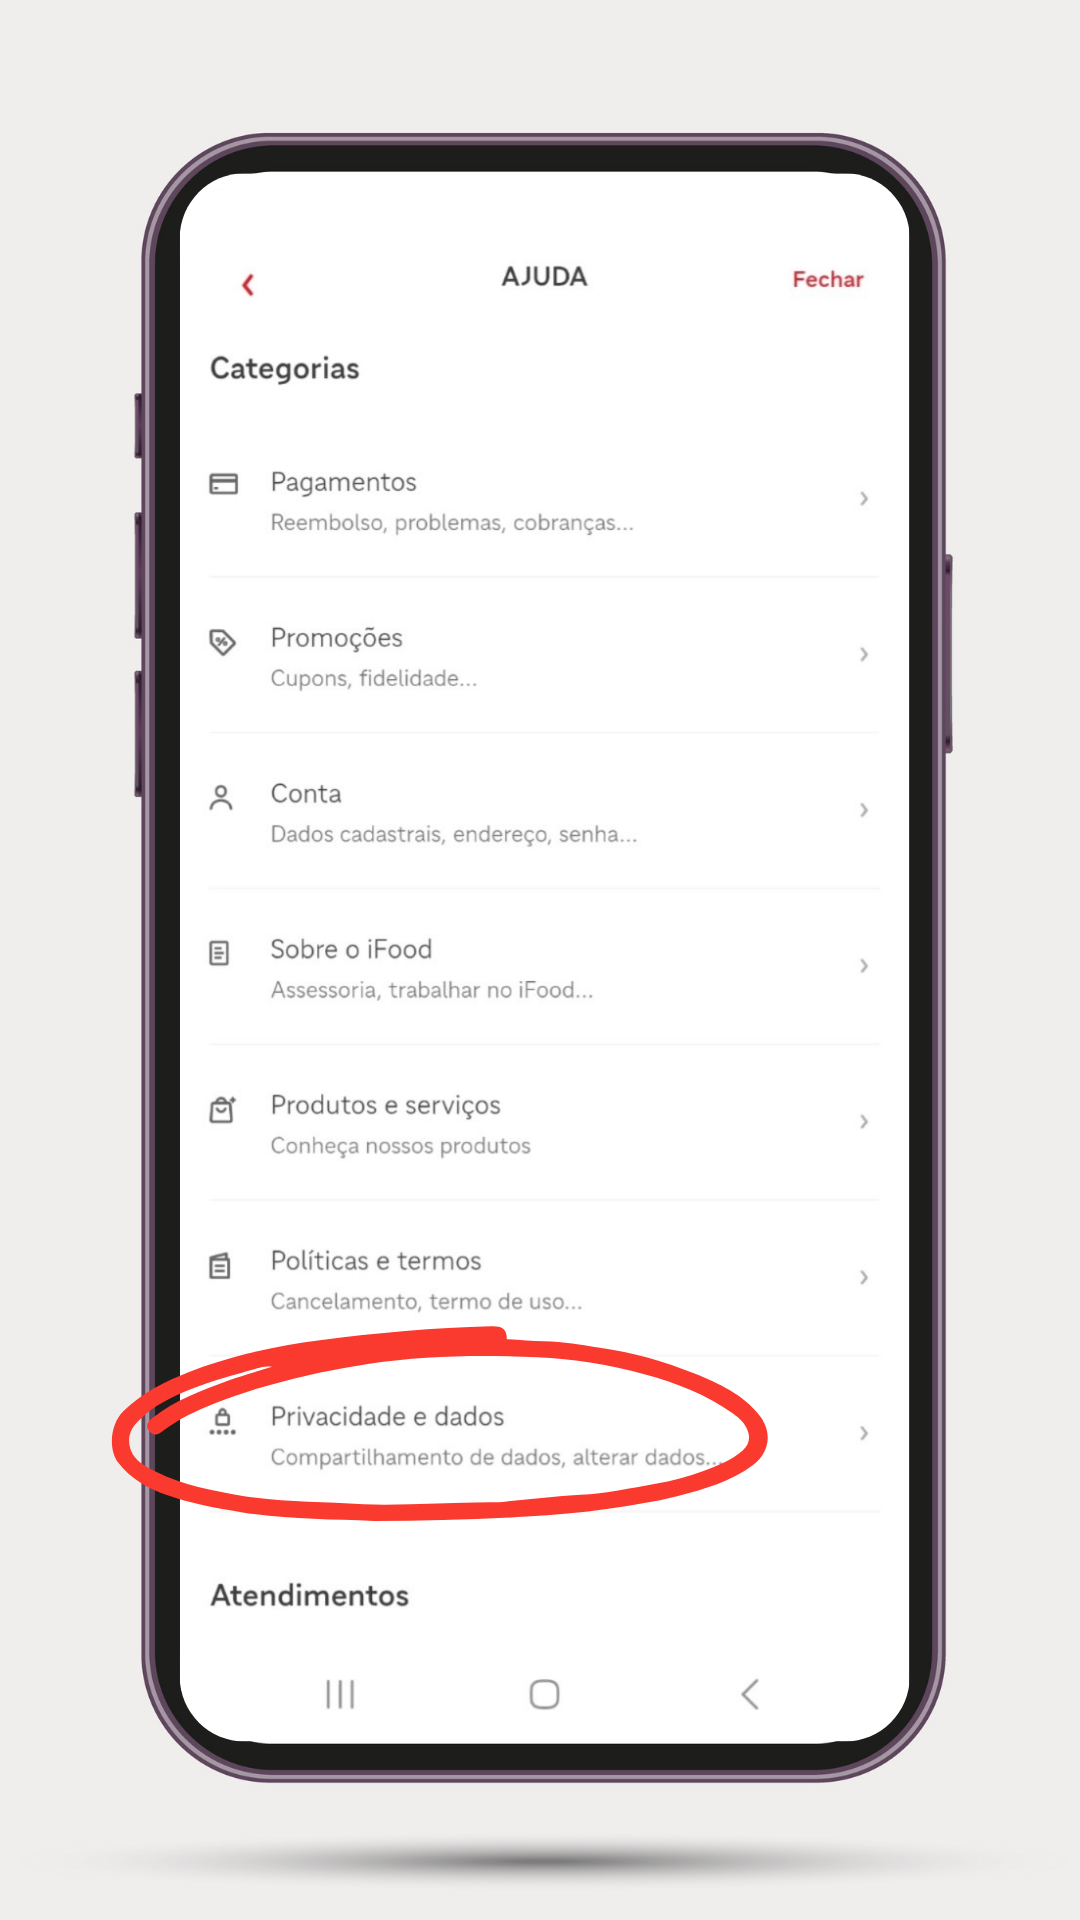 AJUDA
Fechar
Categorias
Pagamentos
Reembolso, problemas, cobranças...
Promoções
Cupons, fidelidade...
Conta
Dados cadastrais, endereço, senha...
Sobre o iFood
Assessoria, trabalhar no iFood...
Produtos e serviços
Conheça nossos produtos
Políticas e termos
Cancelamento, termo de uso...
Privacidade e dados
Compartilhamento de dados, alterar dados...
Atendimentos